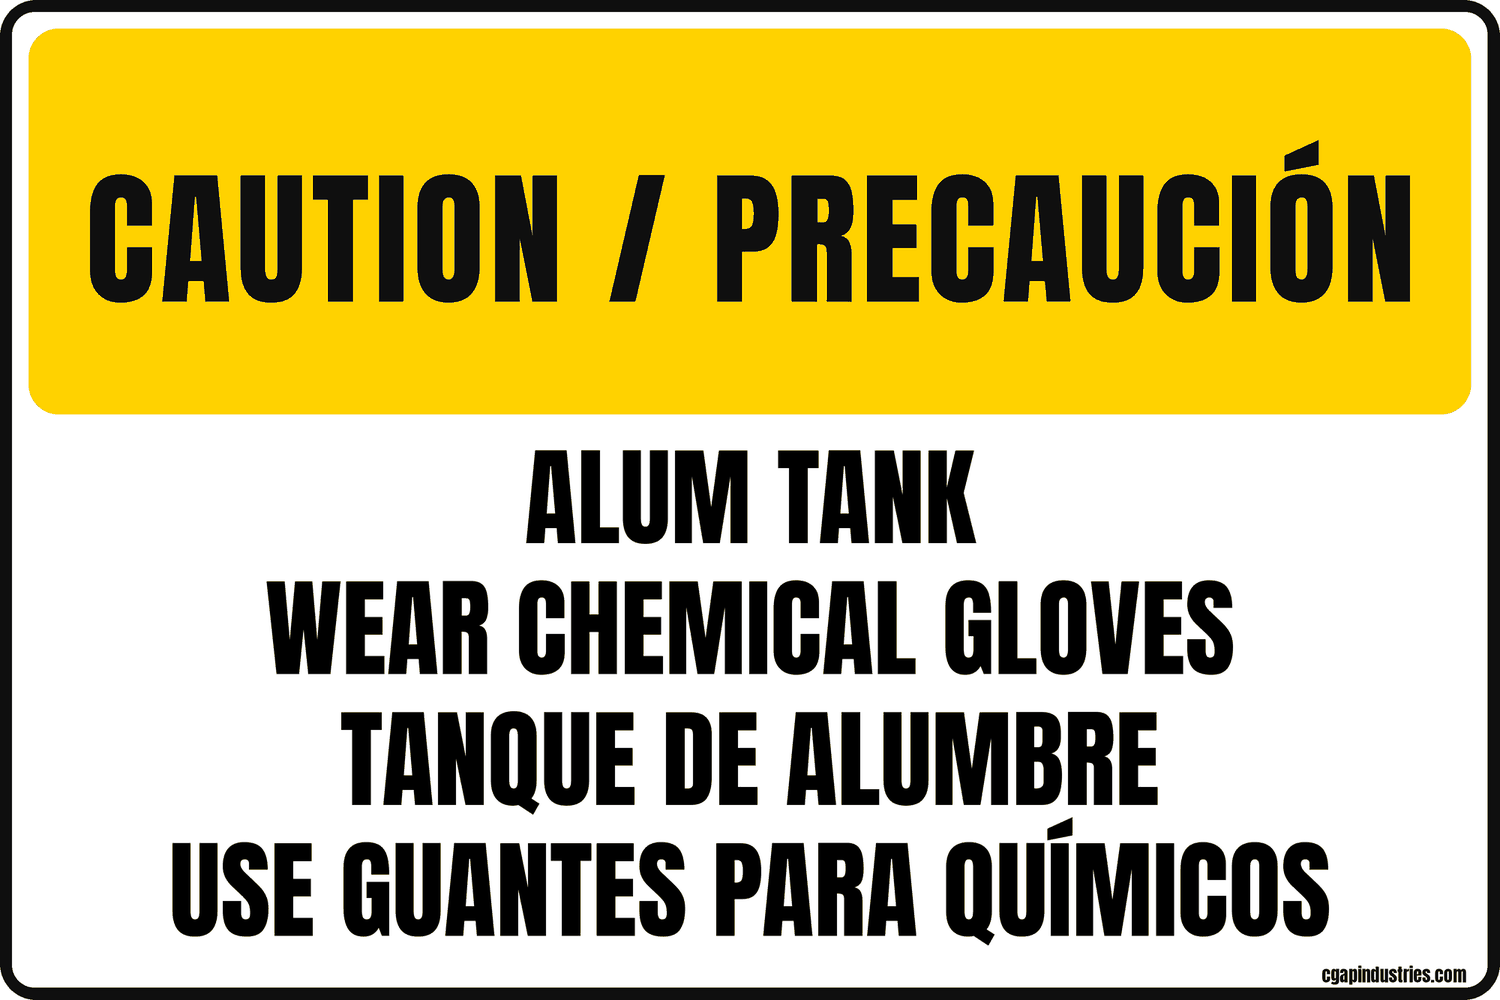 CAUTION / PRECAUCIÓN
ALUM TANK
WEAR CHEMICAL GLOVES
TANQUE DE ALUMBRE
USE GUANTES PARA QUÍMICOS
cgapindustries.com